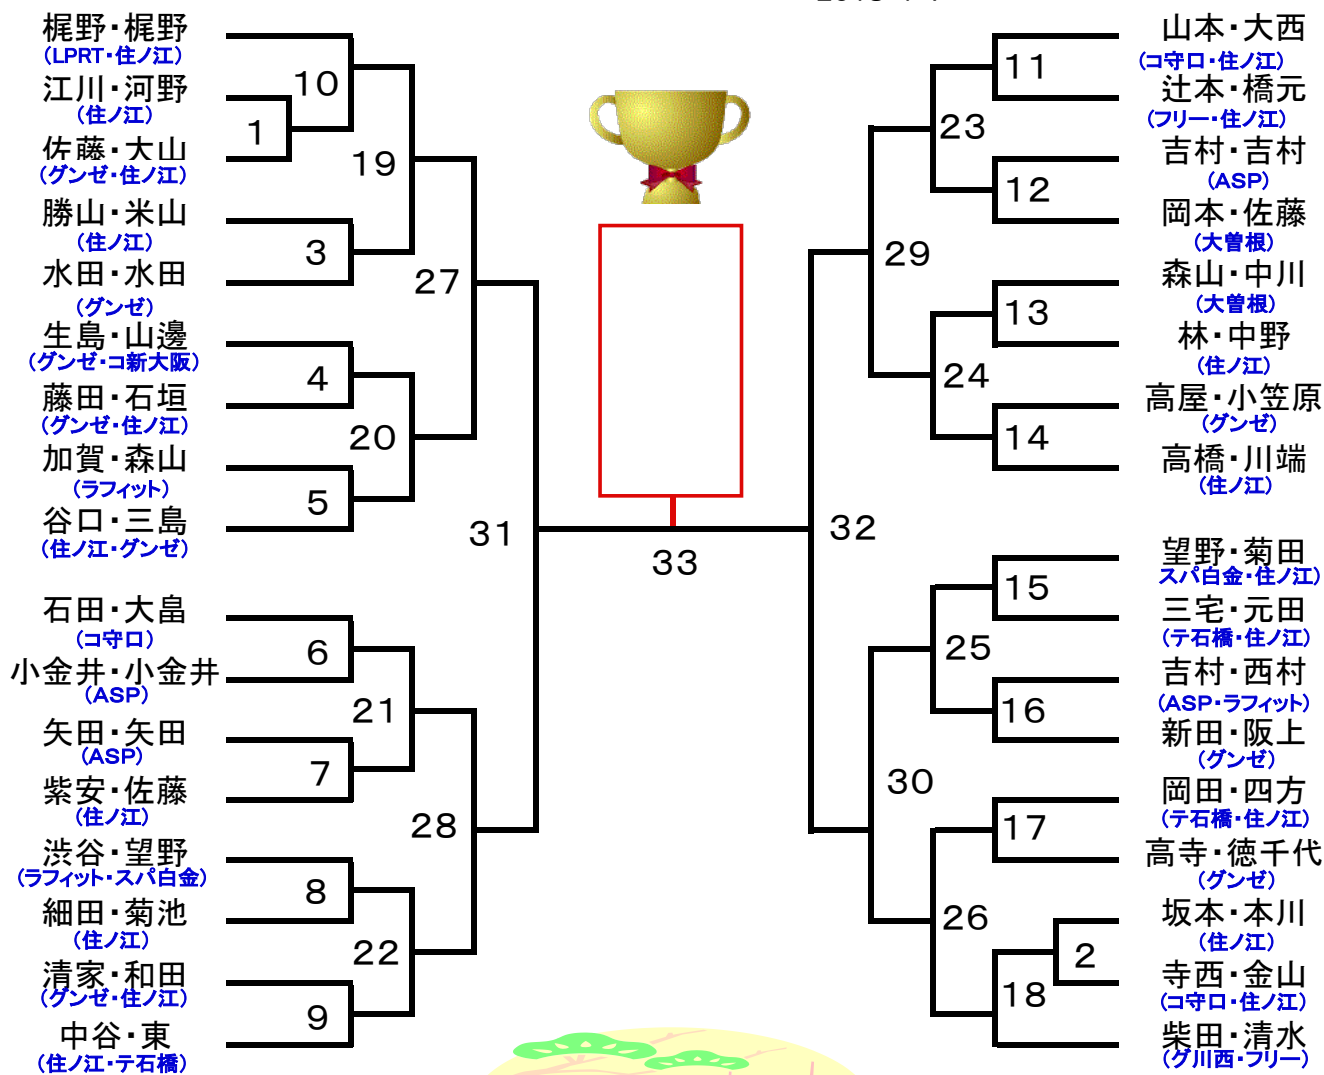 梶野・梶野
(LPRT・住ノ江)
江川・河野
(住ノ江)
佐藤・大山
(グンゼ・住ノ江)
勝山・米山
(住ノ江)
水田・水田
(グンゼ)
生島・山邊
(グンゼ・コ新大阪)
藤田・石垣
(グンゼ・住ノ江)
加賀・森山
(ラフィット)
谷口・三島
(住ノ江・グンゼ)
石田・大畠
(コ守口)
小金井・小金井
(ASP)
矢田・矢田
(ASP)
紫安・佐藤
(住ノ江)
渋谷・望野
(ラフィット・スパ白金)
細田・菊池
(住ノ江)
清家・和田
(グンゼ・住ノ江)
中谷・東
(住ノ江・テ石橋)
10
1
19
3
27
4
20
5
31
6
21
7
28
8
22
9
33
32
11
23
12
29
13
24
14
15
25
16
30
17
26
2
18
山本・大西
(コ守口・住ノ江)
辻本・橋元
(フリー・住ノ江)
吉村・吉村
(ASP)
岡本・佐藤
(大曽根)
森山・中川
(大曽根)
林・中野
(住ノ江)
高屋・小笠原
(グンゼ)
高橋・川端
(住ノ江)
望野・菊田
スパ白金・住ノ江)
三宅・元田
(テ石橋・住ノ江)
吉村・西村
(ASP・ラフィット)
新田・阪上
(グンゼ)
岡田・四方
(テ石橋・住ノ江)
高寺・徳千代
(グンゼ)
坂本・本川
(住ノ江)
寺西・金山
(コ守口・住ノ江)
柴田・清水
(グ川西・フリー)